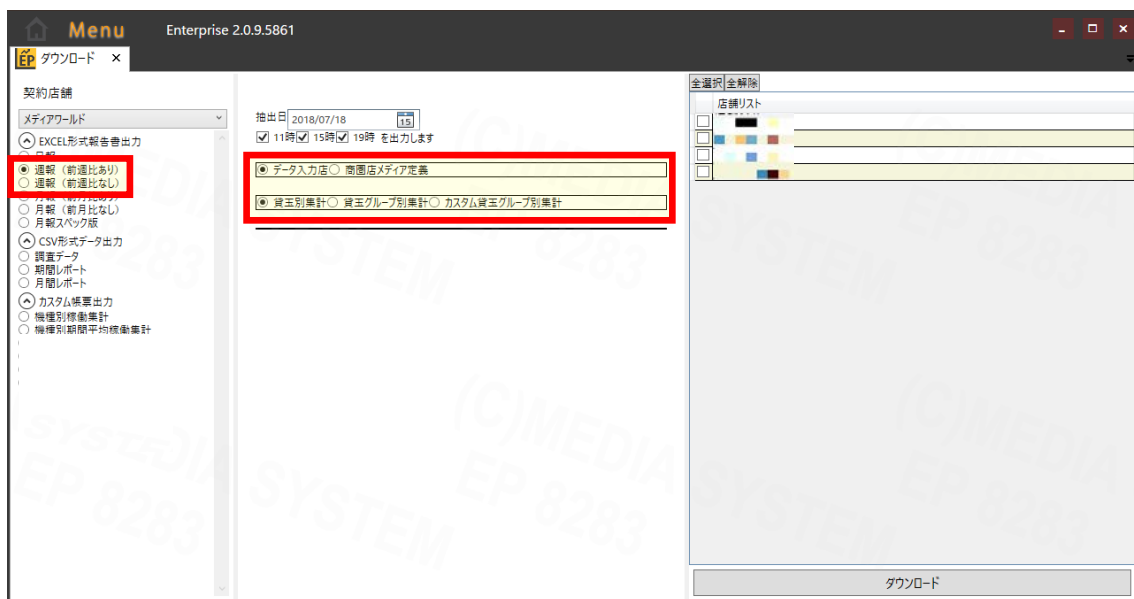 Menu Enterprise 2.0.9.5861
EP ダウンロード ×
契約店舗
メディアワールド
EXCEL形式報告書出力
日報
週報（前週比あり）
週報（前週比なし）
月報（前月比あり）
月報（前月比なし）
月報スペック版
CSV形式データ出力
調査データ
期間レポート
月間レポート
カスタム帳票出力
機種別稼働集計
機種別期間平均稼働集計
抽出日 2018/07/18 15
11時 15時 19時 を出力します
データ入力店 商圏店メディア定義
貸玉別集計 貸玉グループ別集計 カスタム貸玉グループ別集計
全選択 全解除
店舗リスト
ダウンロード
(C)MEDIA
SYSTEM
EP 8283